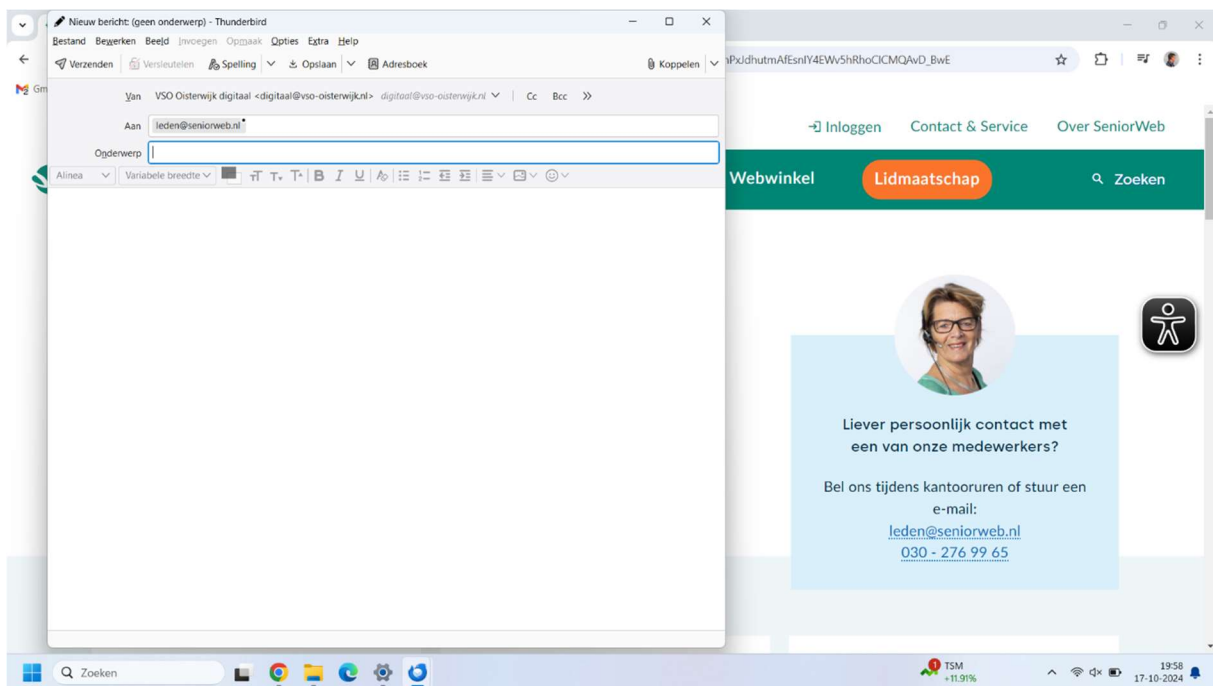 Nieuw bericht: (geen onderwerp) - Thunderbird
Bestand Bewerken Beeld Invoegen Opmaak Opties Extra Help
Verzenden Versleutelen Spelling Opslaan Adresboek Koppelen
Van VSO Oisterwijk digitaal <digitaal@vso-oisterwijk.nl> digitaal@vso-oisterwijk.nl Cc Bcc
Aan leden@seniorweb.nl
Onderwerp
Alinea Variabele breedte
Gm
Inloggen Contact & Service Over SeniorWeb
Webwinkel Lidmaatschap Zoeken
Liever persoonlijk contact met
een van onze medewerkers?
Bel ons tijdens kantooruren of stuur een
e-mail:
leden@seniorweb.nl
030 - 276 99 65
Zoeken
1 TSM
+11.91%
19:58
17-10-2024